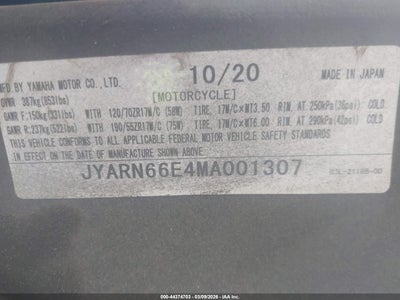 MFD BY YAMAHA MOTOR CO.,LTD. 10/20 MADE IN JAPAN
GVWR 387kg(853lbs) [MOTORCYCLE]
GAWR F:150kg(331lbs) WITH 120/70ZR17M/C (58W) TIRE, 17M/C×MT3.50 RIM, AT 250kPa(36psi) COLD
GAWR R:237kg(522lbs) WITH 190/55ZR17M/C (75W) TIRE, 17M/C×MT6.00 RIM, AT 290kPa(42psi) COLD
THIS VEHICLE CONFORMS TO ALL APPLICABLE FEDERAL MOTOR VEHICLE SAFETY STANDARDS
IN EFFECT ON THE DATE OF MANUFACTURE SHOWN ABOVE.
JYARN66E4MA001307
500 - 44374703 - 03/09/2026 - © IAA